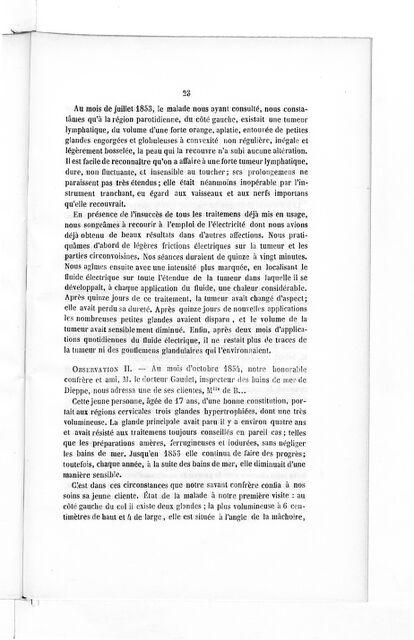 23
Au mois de juillet 1853, le malade nous ayant consulté, nous consta-
tâmes qu'à la région parotidienne, du côté gauche, existait une tumeur
lymphatique, du volume d'une forte orange, aplatie, entourée de petites
glandes engorgées et globuleuses à convexité non régulière, inégale et
légèrement bosselée, la peau qui la recouvre n'a subi aucune altération.
Il est facile de reconnaître qu'on a affaire à une forte tumeur lymphatique,
dure, non fluctuante, et insensible au toucher; ses prolongemens ne
paraissent pas très étendus; elle était néanmoins inopérable par l'in-
strument tranchant, eu égard aux vaisseaux et aux nerfs importans
qu'elle recouvrait.
En présence de l'insuccès de tous les traitemens déjà mis en usage,
nous songeâmes à recourir à l'emploi de l'électricité dont nous avions
déjà obtenu de beaux résultats dans d'autres affections. Nous prati-
quâmes d'abord de légères frictions électriques sur la tumeur et les
parties circonvoisines. Nos séances duraient de quinze à vingt minutes.
Nous agîmes ensuite avec une intensité plus marquée, en localisant le
fluide électrique sur toute l'étendue de la tumeur dans laquelle il se
développait, à chaque application du fluide, une chaleur considérable.
Après quinze jours de ce traitement, la tumeur avait changé d'aspect;
elle avait perdu sa dureté. Après quinze jours de nouvelles applications
les nombreuses petites glandes avaient disparu, et le volume de la
tumeur avait sensiblement diminué. Enfin, après deux mois d'applica-
tions quotidiennes du fluide électrique, il ne restait plus de traces de
la tumeur ni des gonflemens glandulaires qui l'environnaient.
OBSERVATION II. — Au mois d'octobre 1854, notre honorable
confrère et ami, M. le docteur Gaudet, inspecteur des bains de mer de
Dieppe, nous adressa une de ses clientes, Mlle de B...
Cette jeune personne, âgée de 17 ans, d'une bonne constitution, por-
tait aux régions cervicales trois glandes hypertrophiées, dont une très
volumineuse. La glande principale avait paru il y a environ quatre ans
et avait résisté aux traitemens toujours conseillés en pareil cas; telles
que les préparations amères, ferrugineuses et iodurées, sans négliger
les bains de mer. Jusqu'en 1853 elle continua de faire des progrès;
toutefois, chaque année, à la suite des bains de mer, elle diminuait d'une
manière sensible.
C'est dans ces circonstances que notre savant confrère confia à nos
soins sa jeune cliente. État de la malade à notre première visite : au
côté gauche du col il existe deux glandes; la plus volumineuse a 6 cen-
timètres de haut et 4 de large, elle est située à l'angle de la mâchoire,